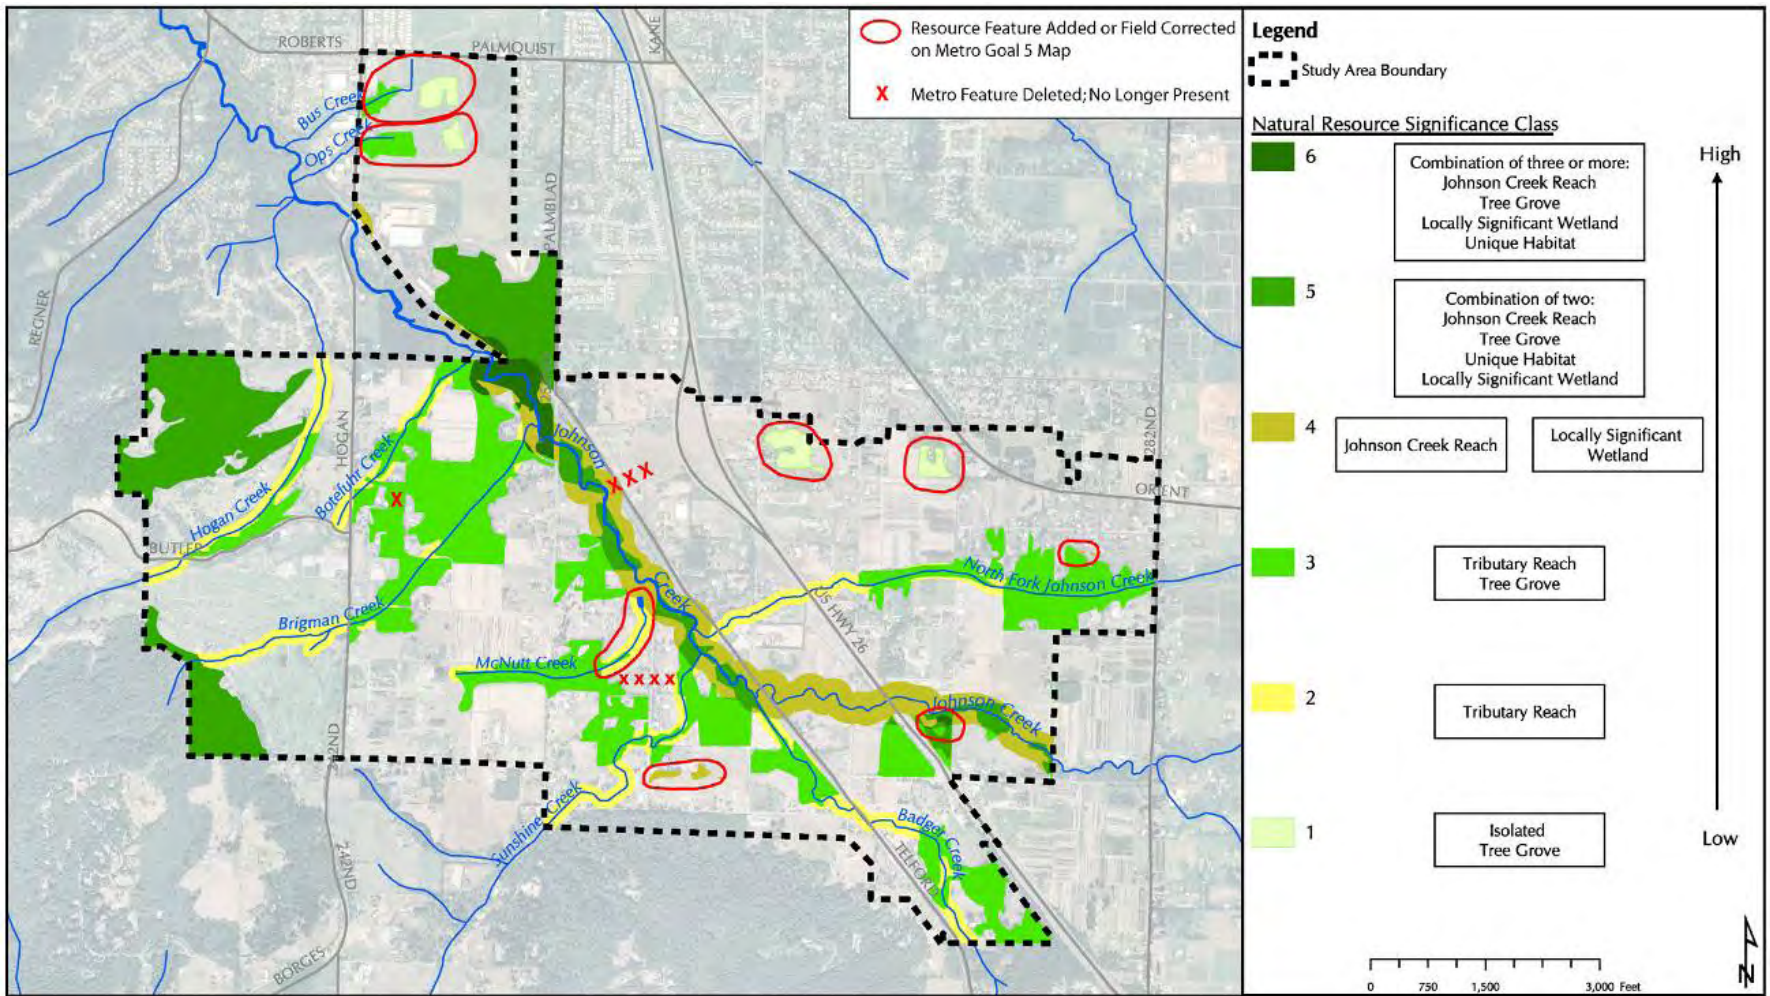 ROBERTS
PALMQUIST
KANE
Resource Feature Added or Field Corrected
on Metro Goal 5 Map
X Metro Feature Deleted; No Longer Present
Bus Creek
Ops Creek
PALMBLAD
REGNER
HOGAN
282ND
ORIENT
Johnson
Creek
X X X
X
Hogan Creek
Botefuhr Creek
BUTLER
Brigman Creek
McNutt Creek
X X X X
North Fork Johnson Creek
US HWY 26
Johnson Creek
Sunshine Creek
Badger Creek
TELFORD
242ND
BORGES
Legend
Study Area Boundary
Natural Resource Significance Class
6
Combination of three or more:
Johnson Creek Reach
Tree Grove
Locally Significant Wetland
Unique Habitat
High
5
Combination of two:
Johnson Creek Reach
Tree Grove
Unique Habitat
Locally Significant Wetland
4
Johnson Creek Reach
Locally Significant
Wetland
3
Tributary Reach
Tree Grove
2
Tributary Reach
1
Isolated
Tree Grove
Low
0 750 1,500 3,000 Feet
N